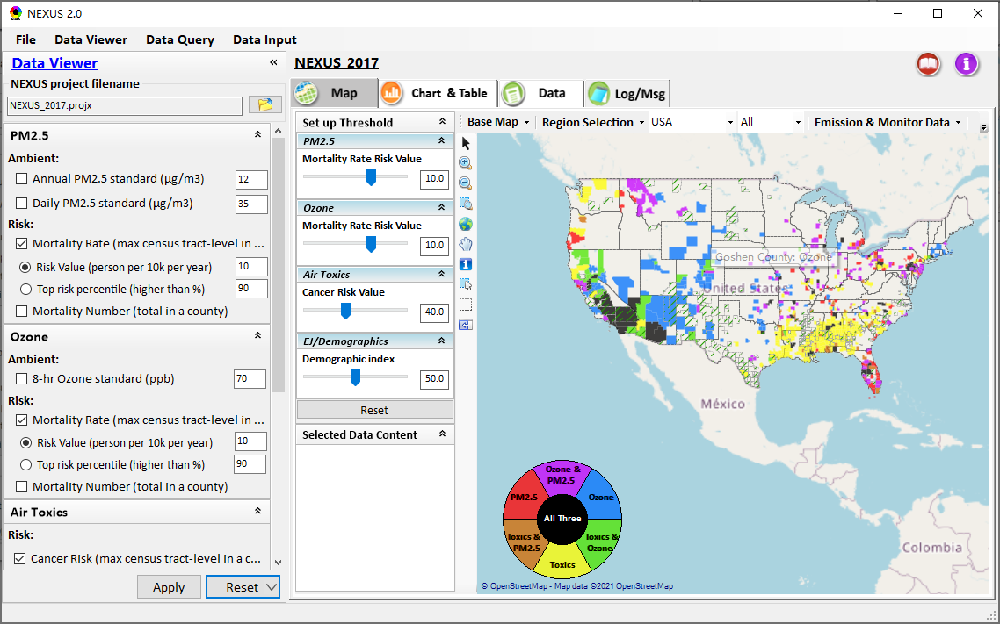 NEXUS 2.0
File Data Viewer Data Query Data Input
Data Viewer «
NEXUS project filename
NEXUS_2017.projx
PM2.5
Ambient:
Annual PM2.5 standard (µg/m3) 12
Daily PM2.5 standard (µg/m3) 35
Risk:
Mortality Rate (max census tract-level in ...
Risk Value (person per 10k per year) 10
Top risk percentile (higher than %) 90
Mortality Number (total in a county)
Ozone
Ambient:
8-hr Ozone standard (ppb) 70
Risk:
Mortality Rate (max census tract-level in ...
Risk Value (person per 10k per year) 10
Top risk percentile (higher than %) 90
Mortality Number (total in a county)
Air Toxics
Risk:
Cancer Risk (max census tract-level in a c...
Apply Reset
NEXUS_2017
Map Chart & Table Data Log/Msg
Set up Threshold
PM2.5
Mortality Rate Risk Value
10.0
Ozone
Mortality Rate Risk Value
10.0
Air Toxics
Cancer Risk Value
40.0
EJ/Demographics
Demographic index
50.0
Reset
Selected Data Content
Base Map Region Selection USA All Emission & Monitor Data
Goshen County: Ozone
United States
México
Colombia
Ozone &
PM2.5
PM2.5
Ozone
All Three
Toxics &
PM2.5
Toxics &
Ozone
Toxics
© OpenStreetMap - Map data ©2021 OpenStreetMap